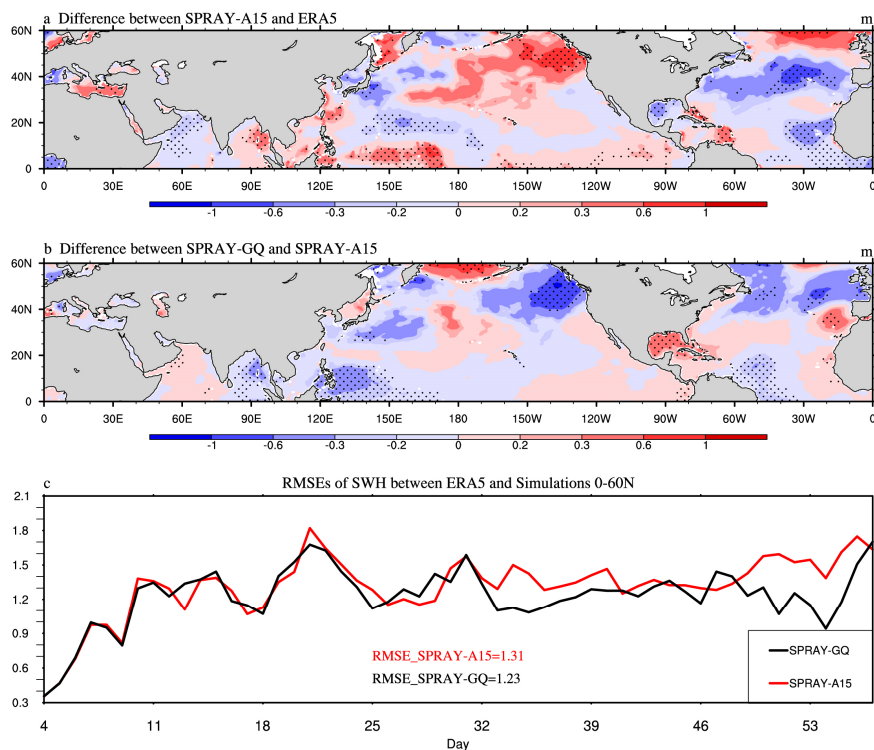 a Difference between SPRAY-A15 and ERA5 m
60N
40N
20N
0
0 30E 60E 90E 120E 150E 180 150W 120W 90W 60W 30W 0
-1 -0.6 -0.3 -0.2 0 0.2 0.3 0.6 1
b Difference between SPRAY-GQ and SPRAY-A15 m
60N
40N
20N
0
0 30E 60E 90E 120E 150E 180 150W 120W 90W 60W 30W 0
-1 -0.6 -0.3 -0.2 0 0.2 0.3 0.6 1
c RMSEs of SWH between ERA5 and Simulations 0-60N
2.1
1.8
1.5
1.2
0.9
0.6
0.3
RMSE_SPRAY-A15=1.31
RMSE_SPRAY-GQ=1.23
SPRAY-GQ
SPRAY-A15
4 11 18 25 32 39 46 53
Day